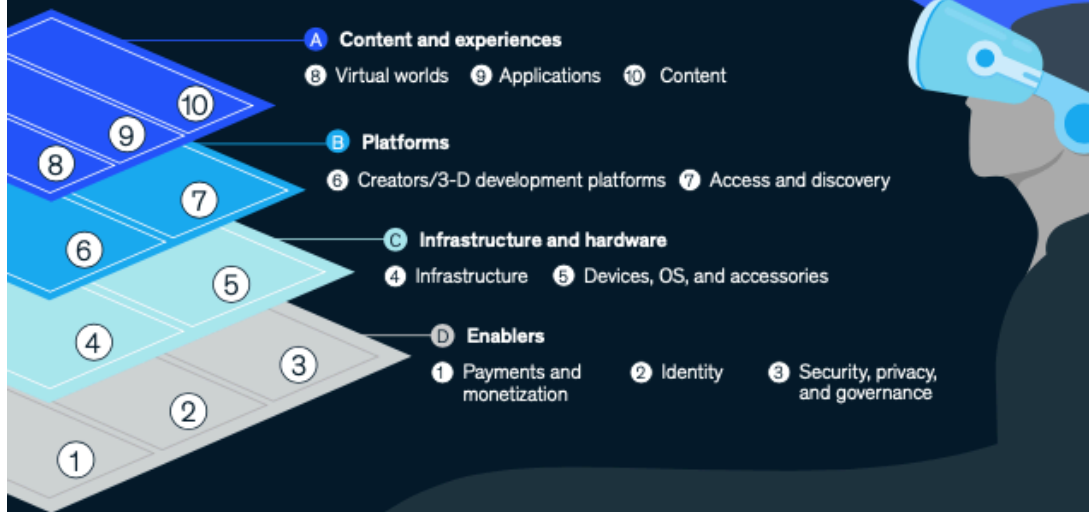 A Content and experiences
8 Virtual worlds 9 Applications 10 Content
10
9
8
B Platforms
6 Creators/3-D development platforms 7 Access and discovery
7
6
C Infrastructure and hardware
4 Infrastructure 5 Devices, OS, and accessories
5
4
D Enablers
1 Payments and monetization 2 Identity 3 Security, privacy, and governance
3
2
1